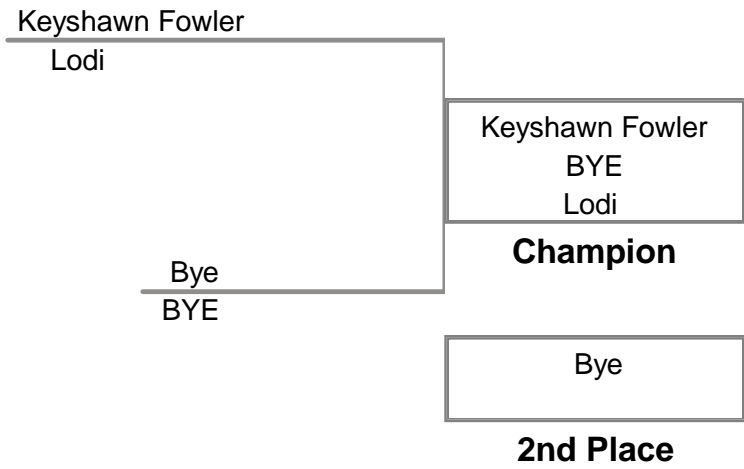 Keyshawn Fowler
Lodi
Keyshawn Fowler
BYE
Lodi
Champion
Bye
BYE
Bye
2nd Place